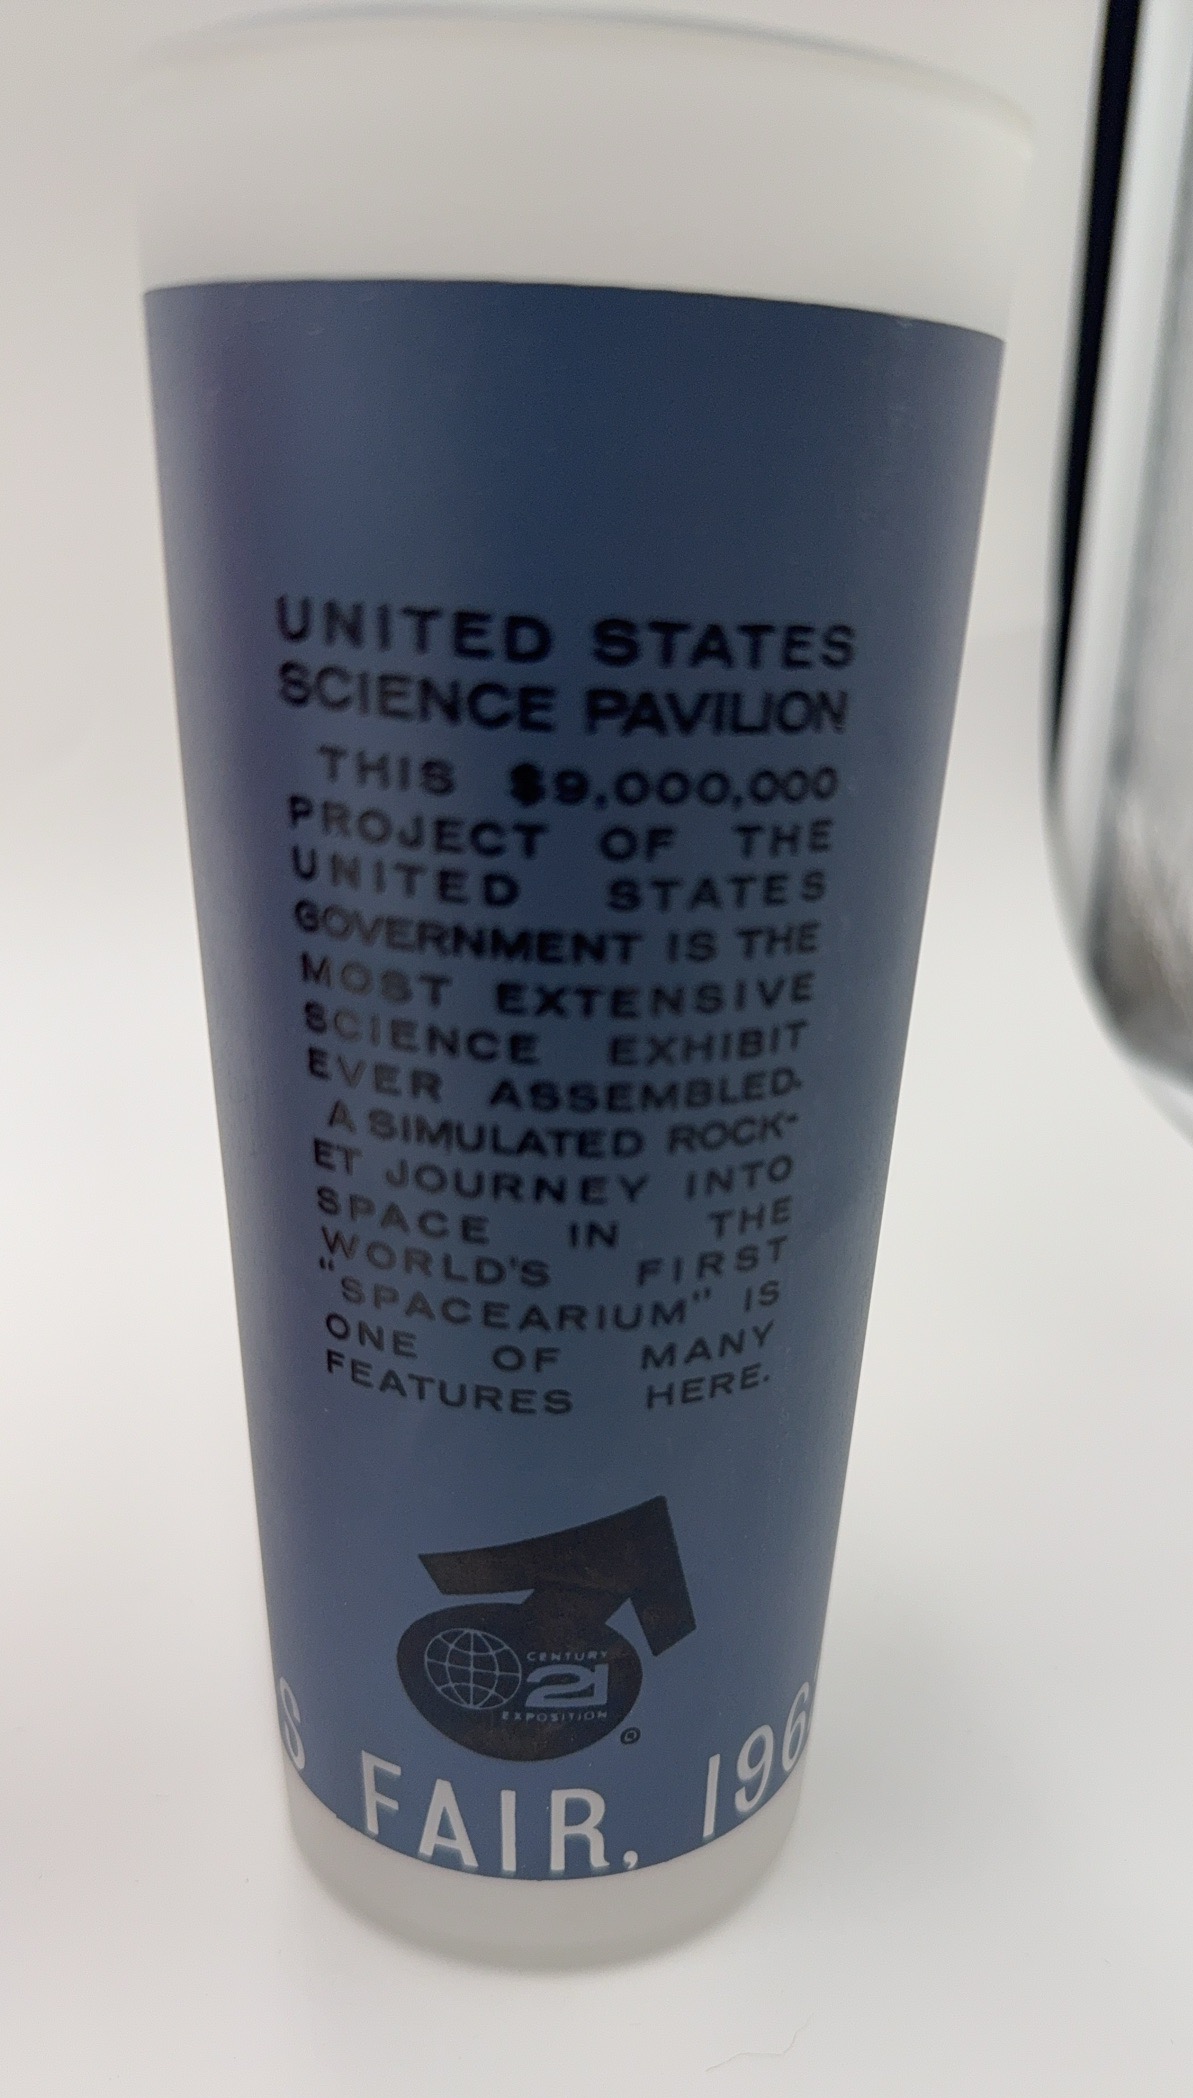 UNITED STATES
SCIENCE PAVILION
THIS $9,000,000
PROJECT OF THE
UNITED STATES
GOVERNMENT IS THE
MOST EXTENSIVE
SCIENCE EXHIBIT
EVER ASSEMBLED.
A SIMULATED ROCK-
ET JOURNEY INTO
SPACE IN THE
WORLD'S FIRST
"SPACEARIUM" IS
ONE OF MANY
FEATURES HERE.
CENTURY
21
EXPOSITION
©
S FAIR, 196